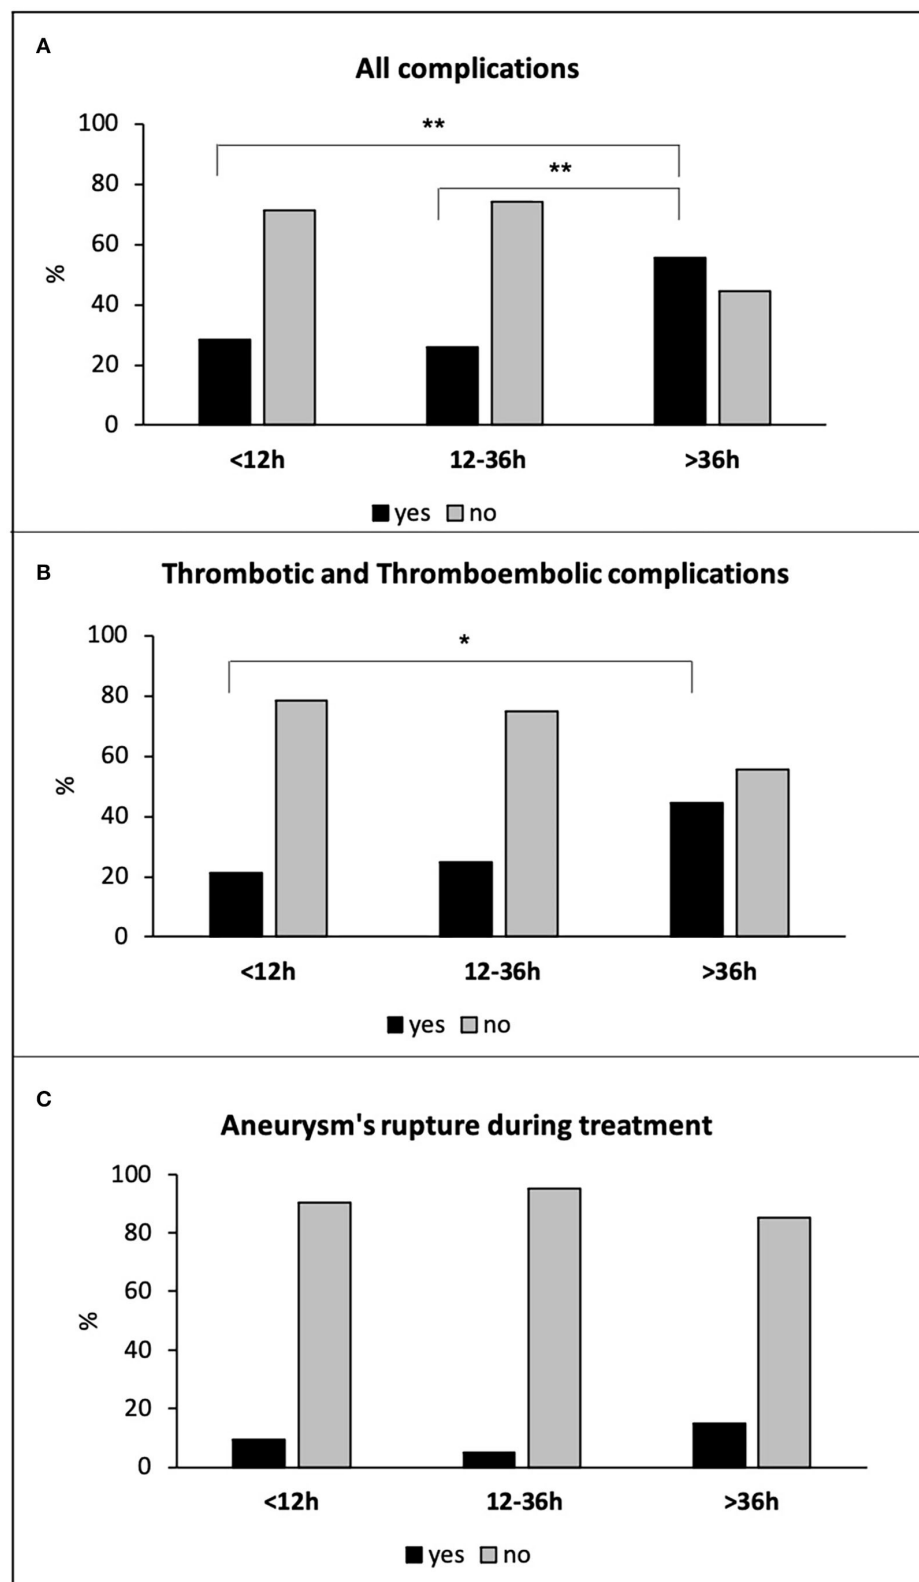 A
All complications
**
**
100
80
60
40
20
0
%
<12h 12-36h >36h
yes no
B
Thrombotic and Thromboembolic complications
*
100
80
60
40
20
0
%
<12h 12-36h >36h
yes no
C
Aneurysm's rupture during treatment
100
80
60
40
20
0
%
<12h 12-36h >36h
yes no